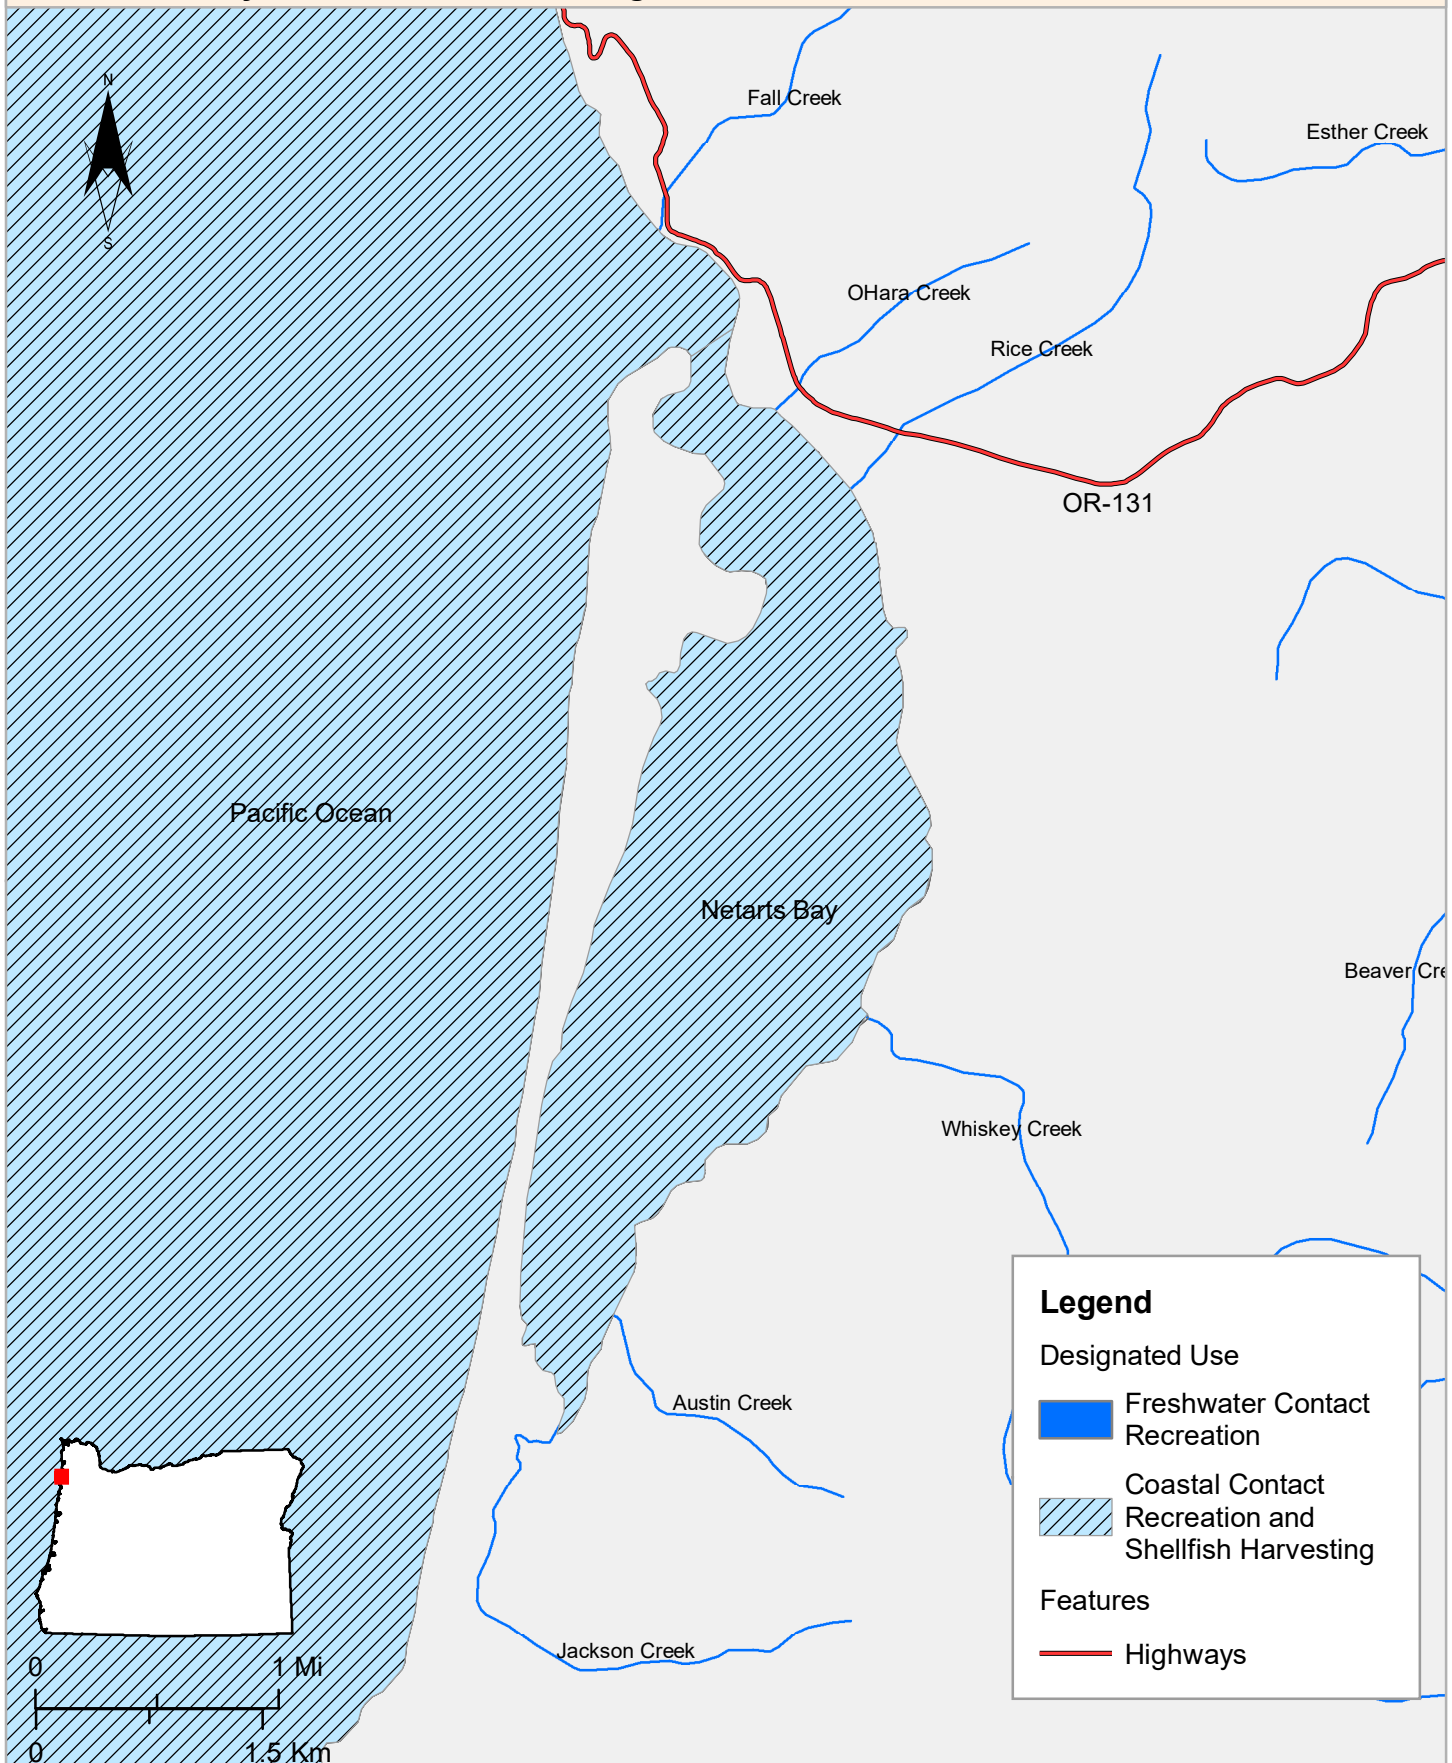 N
S
Fall Creek
Esther Creek
OHara Creek
Rice Creek
OR-131
Pacific Ocean
Netarts Bay
Beaver Cre
Whiskey Creek
Austin Creek
Jackson Creek
Legend
Designated Use
Freshwater Contact
Recreation
Coastal Contact
Recreation and
Shellfish Harvesting
Features
Highways
0 1 Mi
0 1.5 Km